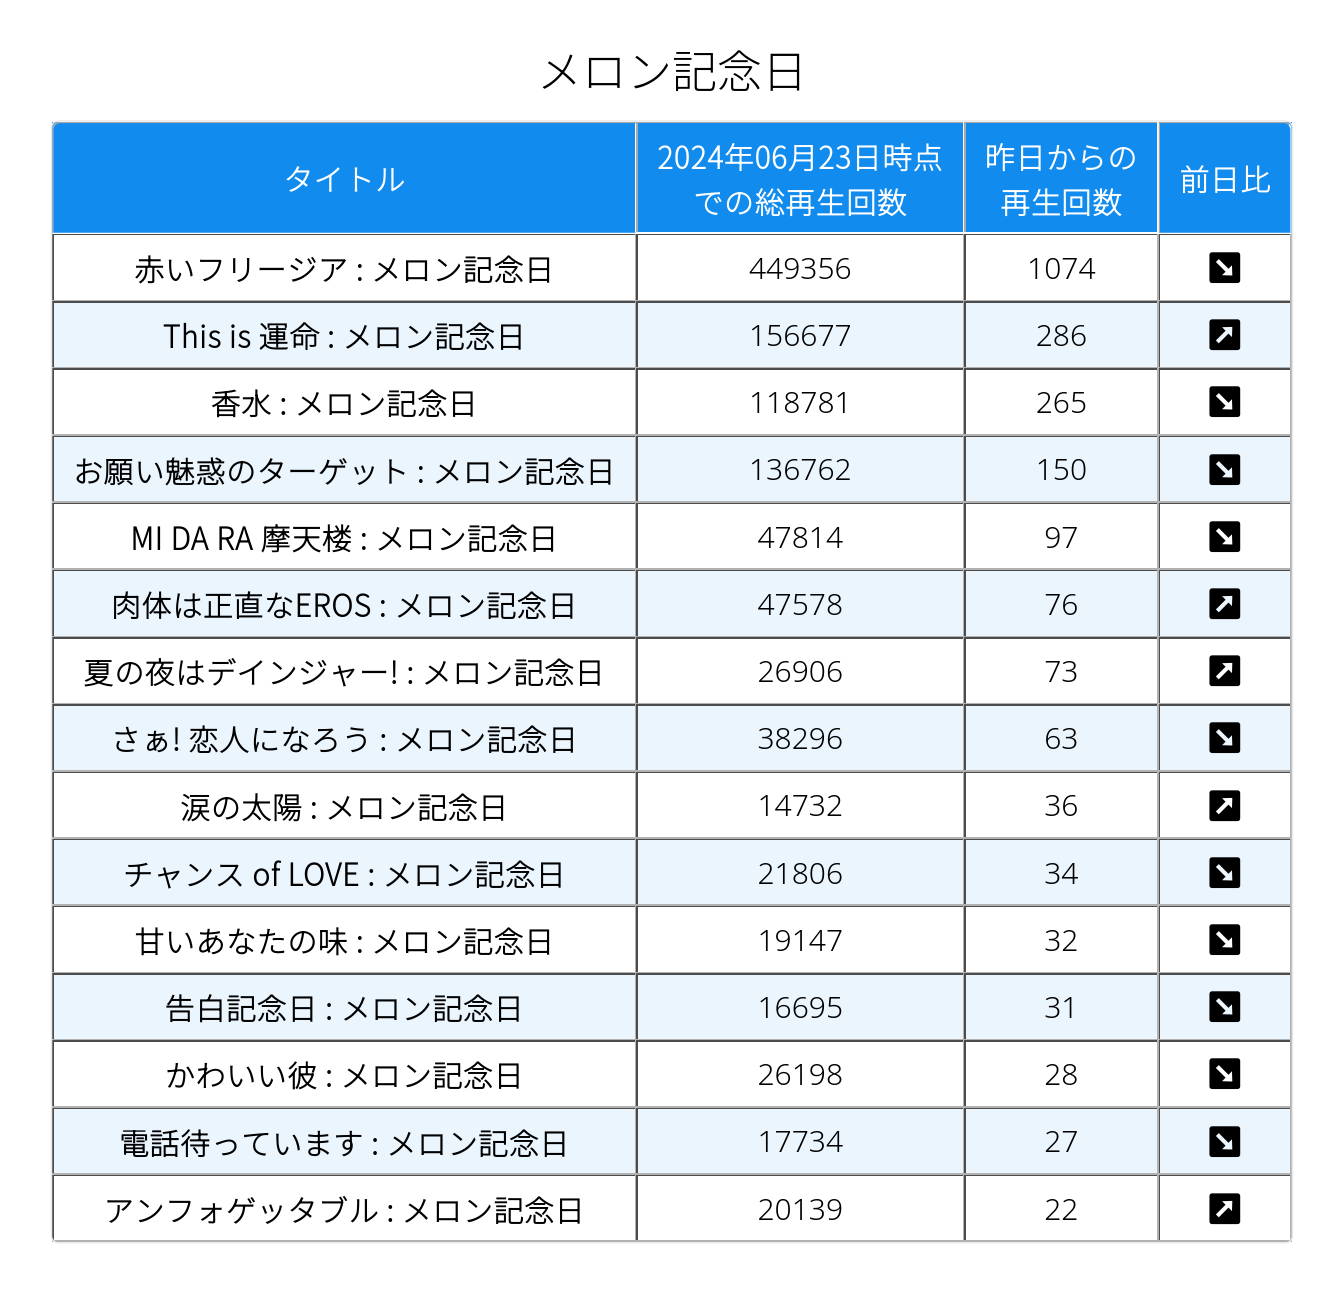 メロン記念日
タイトル
2024年06月23日時点
での総再生回数
昨日からの
再生回数
前日比
赤いフリージア : メロン記念日 449356 1074 ↘
This is 運命 : メロン記念日 156677 286 ↗
香水 : メロン記念日 118781 265 ↘
お願い魅惑のターゲット : メロン記念日 136762 150 ↘
MI DA RA 摩天楼 : メロン記念日 47814 97 ↘
肉体は正直なEROS : メロン記念日 47578 76 ↗
夏の夜はデインジャー! : メロン記念日 26906 73 ↗
さぁ! 恋人になろう : メロン記念日 38296 63 ↘
涙の太陽 : メロン記念日 14732 36 ↗
チャンス of LOVE : メロン記念日 21806 34 ↘
甘いあなたの味 : メロン記念日 19147 32 ↘
告白記念日 : メロン記念日 16695 31 ↘
かわいい彼 : メロン記念日 26198 28 ↘
電話待っています : メロン記念日 17734 27 ↘
アンフォゲッタブル : メロン記念日 20139 22 ↗